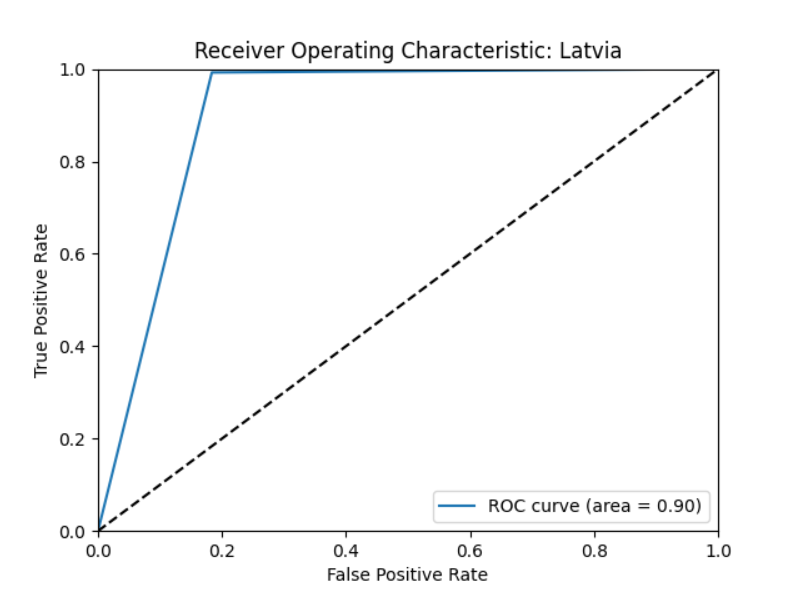 Receiver Operating Characteristic: Latvia
1.0
0.8
0.6
0.4
0.2
0.0
True Positive Rate
ROC curve (area = 0.90)
0.0 0.2 0.4 0.6 0.8 1.0
False Positive Rate